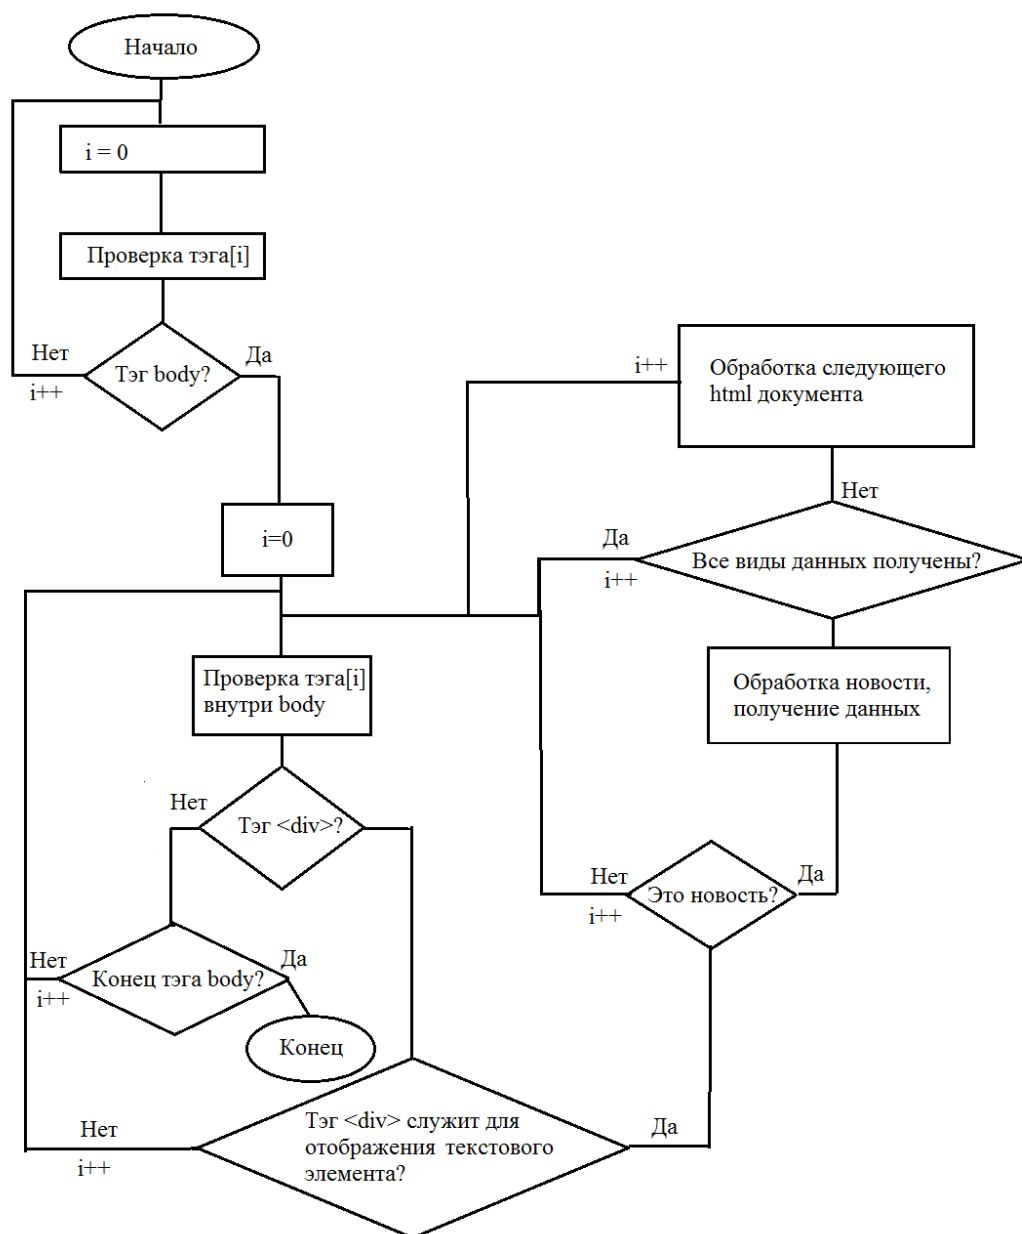 Начало
i = 0
Проверка тэга[i]
Нет
i++
Тэг body?
Да
i=0
i++
Обработка следующего
html документа
Нет
Да
i++
Все виды данных получены?
Обработка новости,
получение данных
Проверка тэга[i]
внутри body
Нет
Тэг <div>?
Нет
i++
Это новость?
Да
Нет
i++
Конец тэга body?
Да
Конец
Нет
i++
Тэг <div> служит для
отображения текстового
элемента?
Да